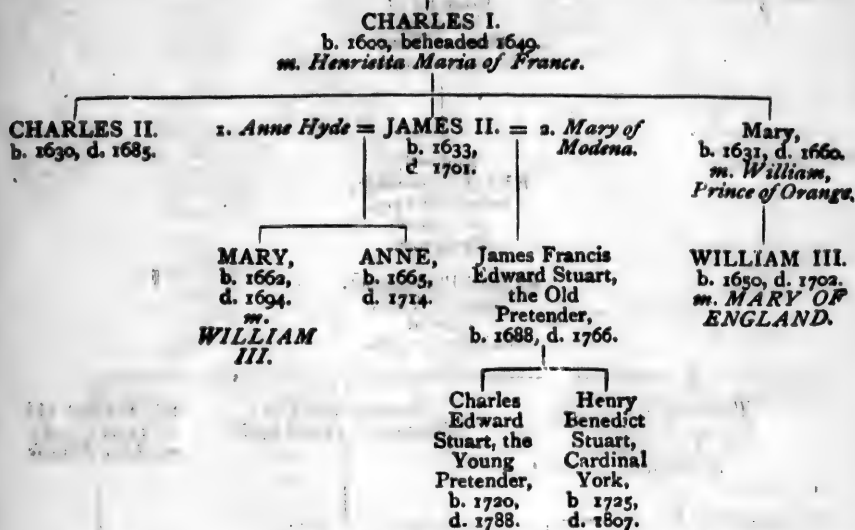 CHARLES I.
b. 1600, beheaded 1649.
m. Henrietta Maria of France.
CHARLES II.
b. 1630, d. 1685.
1. Anne Hyde = JAMES II. = 2. Mary of
Modena.
b. 1633,
d 1701.
Mary,
b. 1631, d. 1660.
m. William,
Prince of Orange.
MARY,
b. 1662,
d. 1694.
m.
WILLIAM
III.
ANNE,
b. 1665,
d. 1714.
James Francis
Edward Stuart,
the Old
Pretender,
b. 1688, d. 1766.
WILLIAM III.
b. 1650, d. 1702.
m. MARY OF
ENGLAND.
Charles
Edward
Stuart, the
Young
Pretender,
b. 1720,
d. 1788.
Henry
Benedict
Stuart,
Cardinal
York,
b 1725,
d. 1807.